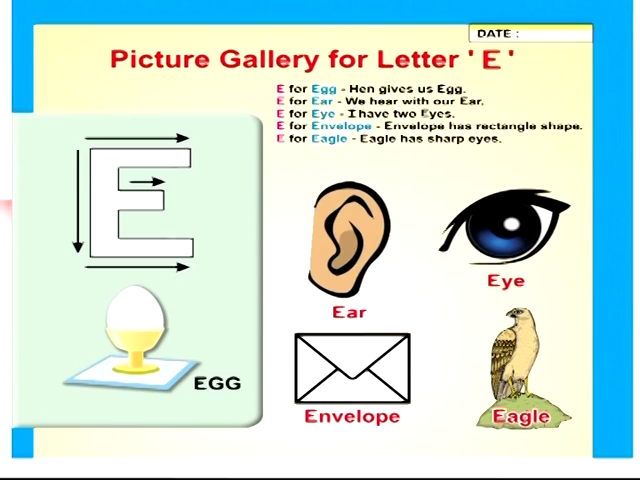 DATE :
Picture Gallery for Letter ' E '
E for Egg - Hen gives us Egg.
E for Ear - We hear with our Ear.
E for Eye - I have two Eyes.
E for Envelope - Envelope has rectangle shape.
E for Eagle - Eagle has sharp eyes.
E
EGG
Ear
Eye
Envelope
Eagle